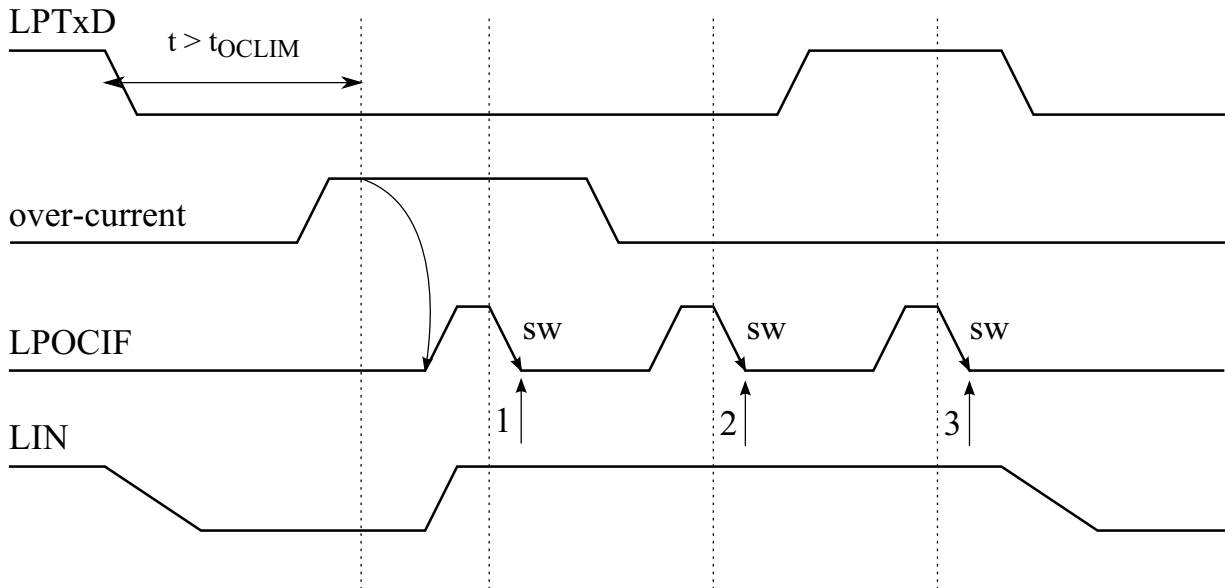 LPTxD
t > tOCLIM
over-current
LPOCIF
sw
sw
sw
1
2
3
LIN